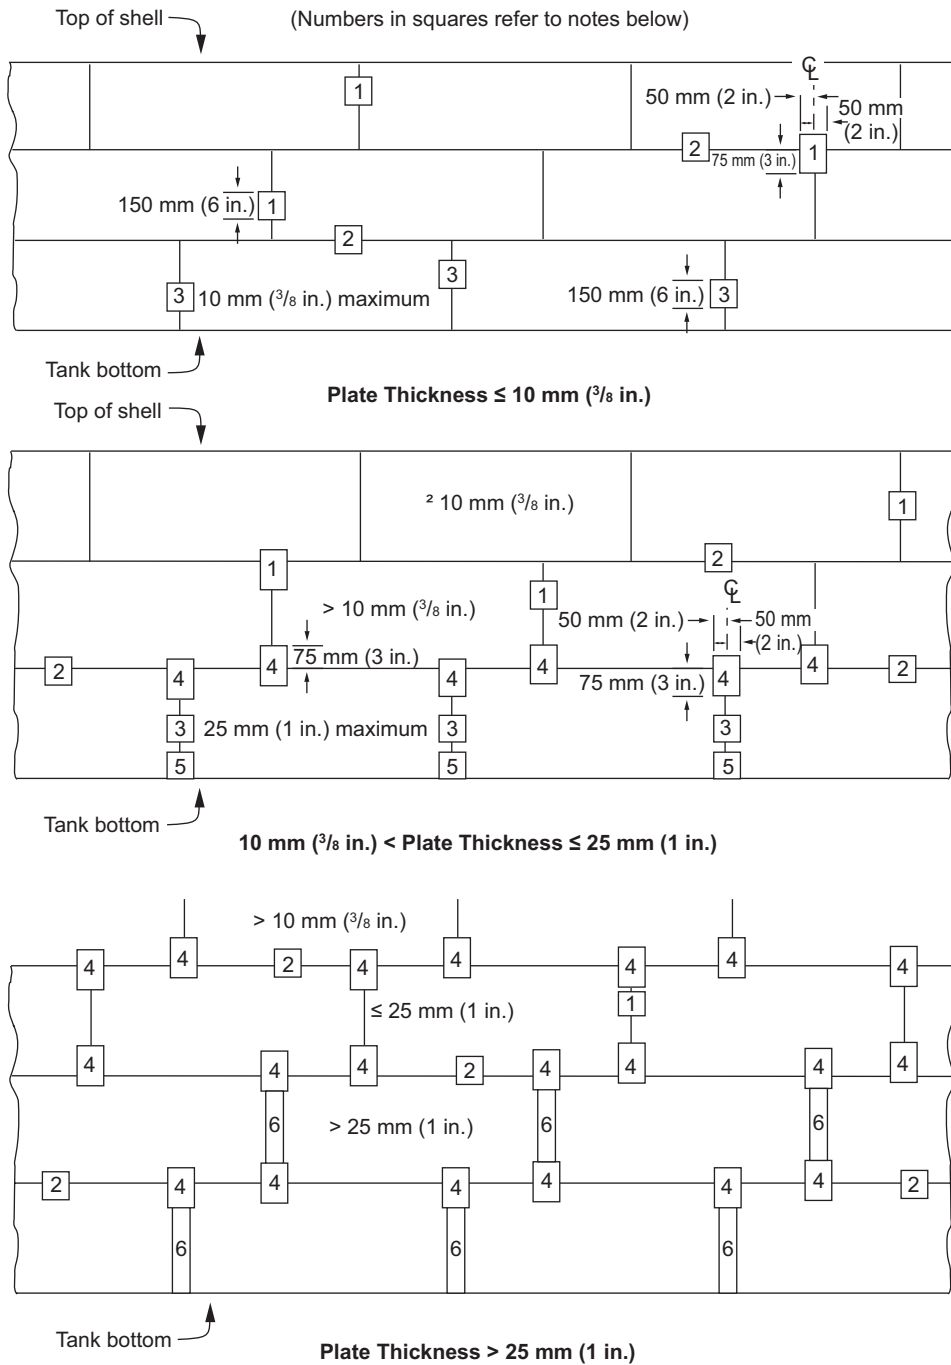 Top of shell
(Numbers in squares refer to notes below)
℄
50 mm (2 in.)
50 mm
(2 in.)
1
2
75 mm (3 in.)
1
150 mm (6 in.)
1
2
3
3
10 mm (3/8 in.) maximum
150 mm (6 in.)
3
Tank bottom
Plate Thickness ≤ 10 mm (3/8 in.)
Top of shell
² 10 mm (3/8 in.)
1
1
2
> 10 mm (3/8 in.)
1
℄
50 mm (2 in.)
50 mm
(2 in.)
2
4
4
75 mm (3 in.)
4
4
75 mm (3 in.)
4
4
2
3
25 mm (1 in.) maximum
3
3
5
5
5
Tank bottom
10 mm (3/8 in.) < Plate Thickness ≤ 25 mm (1 in.)
> 10 mm (3/8 in.)
4
4
2
4
4
4
4
4
≤ 25 mm (1 in.)
1
4
4
4
2
4
4
4
4
6
> 25 mm (1 in.)
6
6
2
4
4
4
4
4
4
2
6
6
6
Tank bottom
Plate Thickness > 25 mm (1 in.)